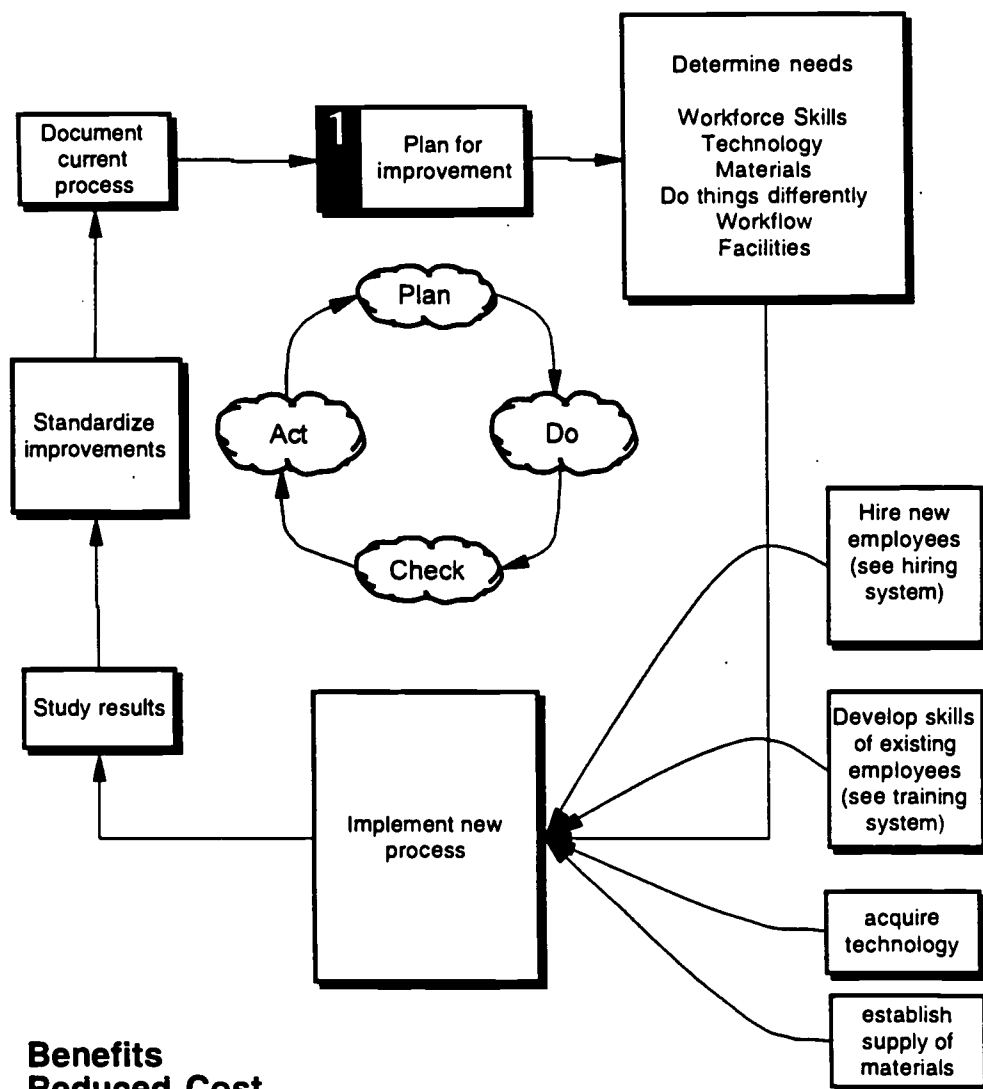 Document
current
process
1
Plan for
improvement
Determine needs
Workforce Skills
Technology
Materials
Do things differently
Workflow
Facilities
Plan
Act
Do
Check
Standardize
improvements
Hire new
employees
(see hiring
system)
Study results
Implement new
process
Develop skills
of existing
employees
(see training
system)
acquire
technology
establish
supply of
materials
Benefits
Reduced Cost